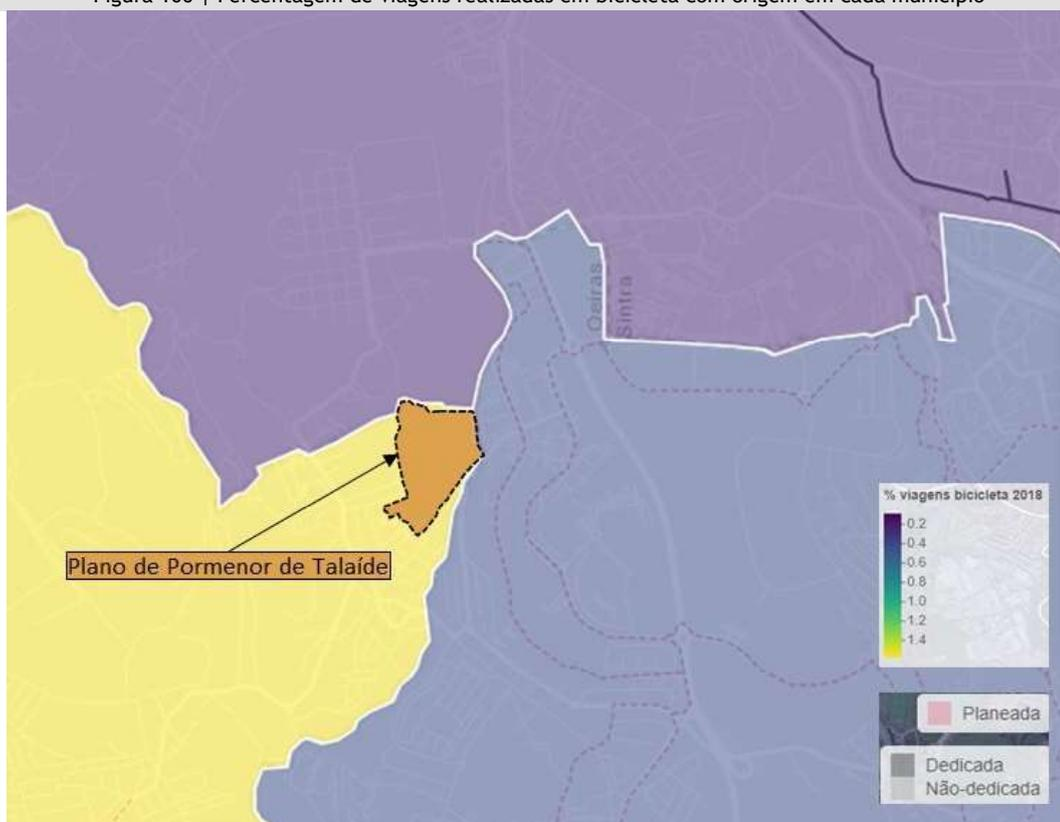 Figura 100 | Percentagem de viagens realizadas em bicicleta com origem em cada município
Oeiras
Sintra
Plano de Pormenor de Talaíde
% viagens bicicleta 2018
0.2
0.4
0.6
0.8
1.0
1.2
1.4
Planeada
Dedicada
Não-dedicada